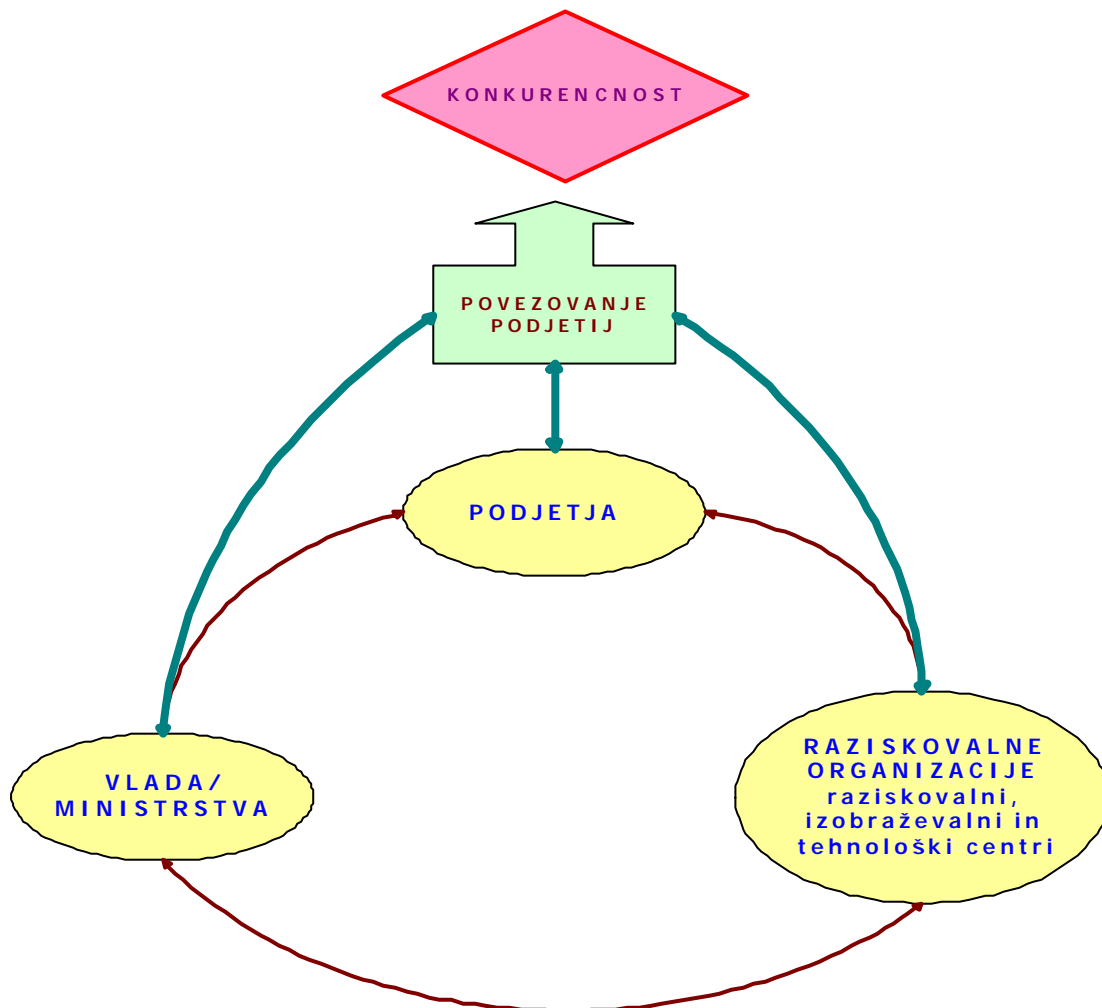 KONKURENCNOST
POVEZOVANJE
PODJETIJ
PODJETJA
VLADA/
MINISTRSTVA
RAZISKOVALNE
ORGANIZACIJE
raziskovalni,
izobraževalni in
tehnološki centri